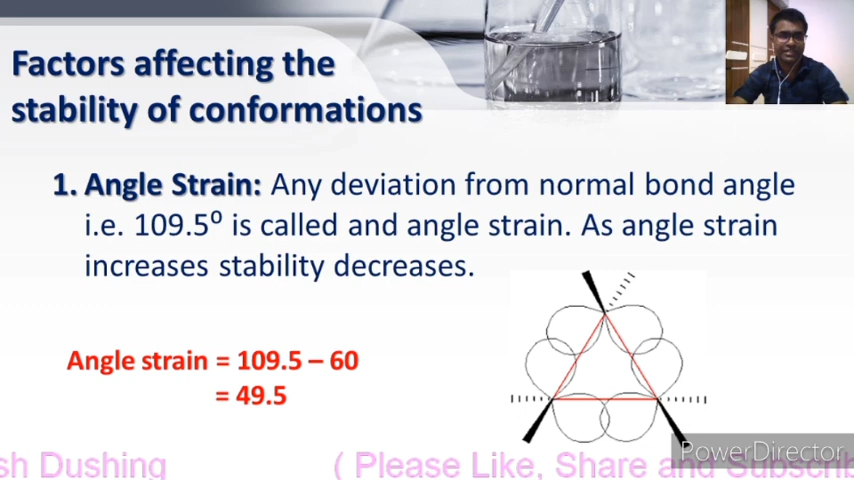 Factors affecting the
stability of conformations
1. Angle Strain: Any deviation from normal bond angle
i.e. 109.5⁰ is called and angle strain. As angle strain
increases stability decreases.
Angle strain = 109.5 – 60
= 49.5
PowerDirector
sh Dushing ( Please Like, Share and Subscrib